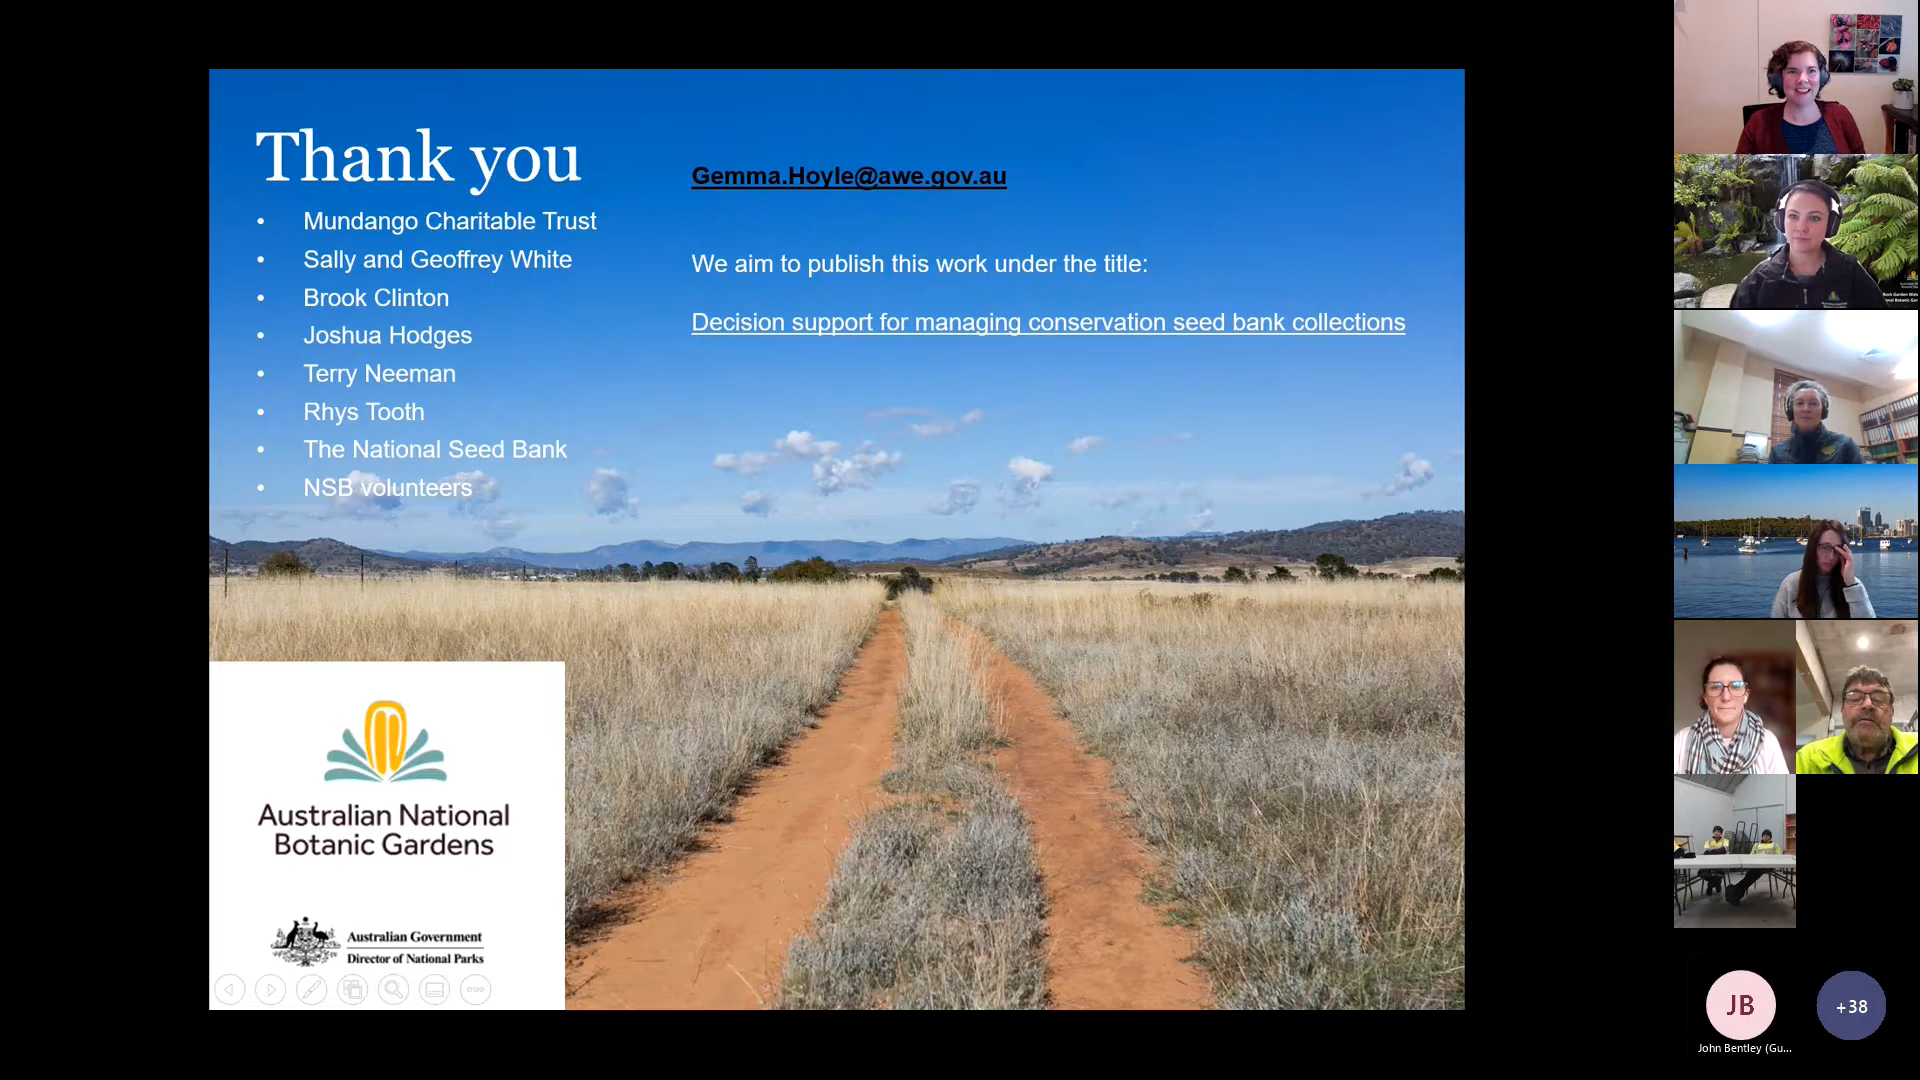 Thank you
• Mundango Charitable Trust
• Sally and Geoffrey White
• Brook Clinton
• Joshua Hodges
• Terry Neeman
• Rhys Tooth
• The National Seed Bank
• NSB volunteers
Gemma.Hoyle@awe.gov.au
We aim to publish this work under the title:
Decision support for managing conservation seed bank collections
Australian National
Botanic Gardens
Australian Government
Director of National Parks
JB
+38
John Bentley (Gu...